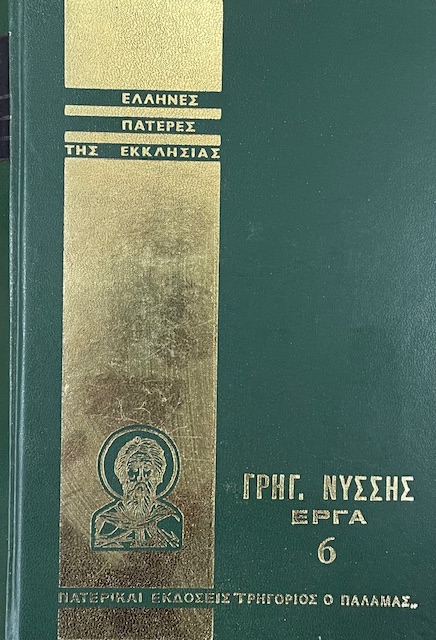 ΕΛΛΗΝΕΣ
ΠΑΤΕΡΕΣ
ΤΗΣ ΕΚΚΛΗΣΙΑΣ
ΓΡΗΓ. ΝΥΣΣΗΣ
ΕΡΓΑ
6
ΠΑΤΕΡΙΚΑΙ ΕΚΔΟΣΕΙΣ "ΓΡΗΓΟΡΙΟΣ Ο ΠΑΛΑΜΑΣ„